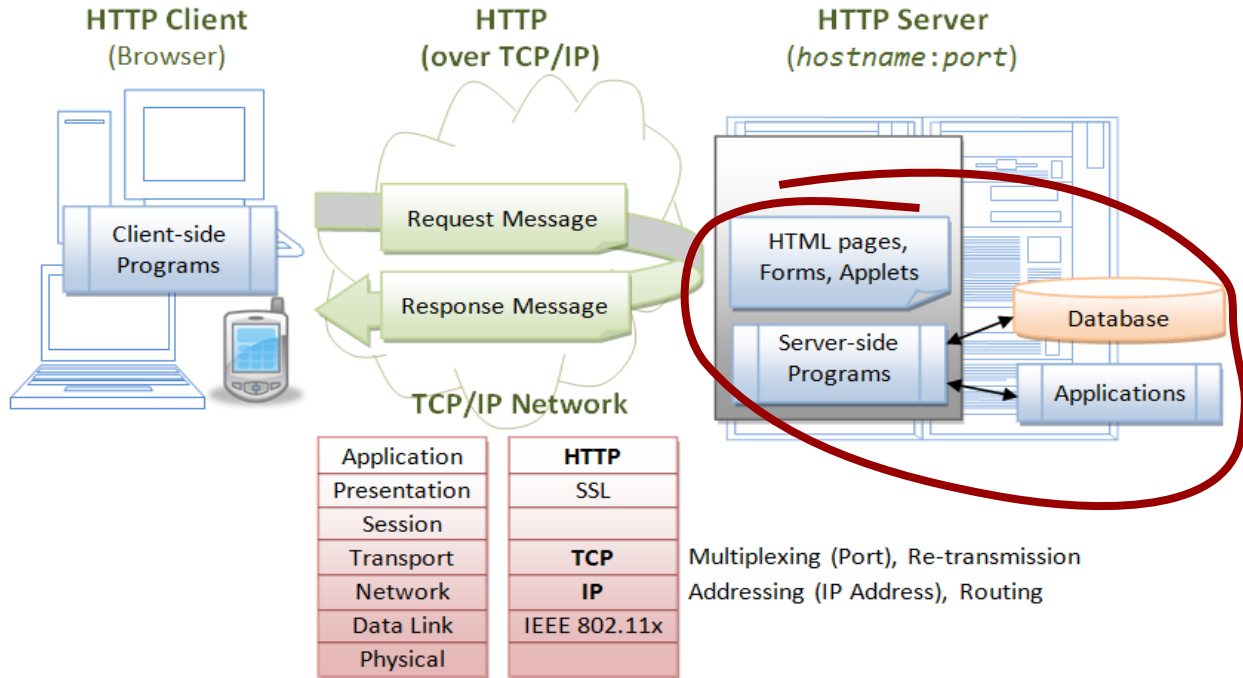 HTTP Client
(Browser)
HTTP
(over TCP/IP)
HTTP Server
(hostname:port)
Client-side
Programs
Request Message
Response Message
HTML pages,
Forms, Applets
Server-side
Programs
Database
Applications
TCP/IP Network
Application HTTP
Presentation SSL
Session
Transport TCP Multiplexing (Port), Re-transmission
Network IP Addressing (IP Address), Routing
Data Link IEEE 802.11x
Physical